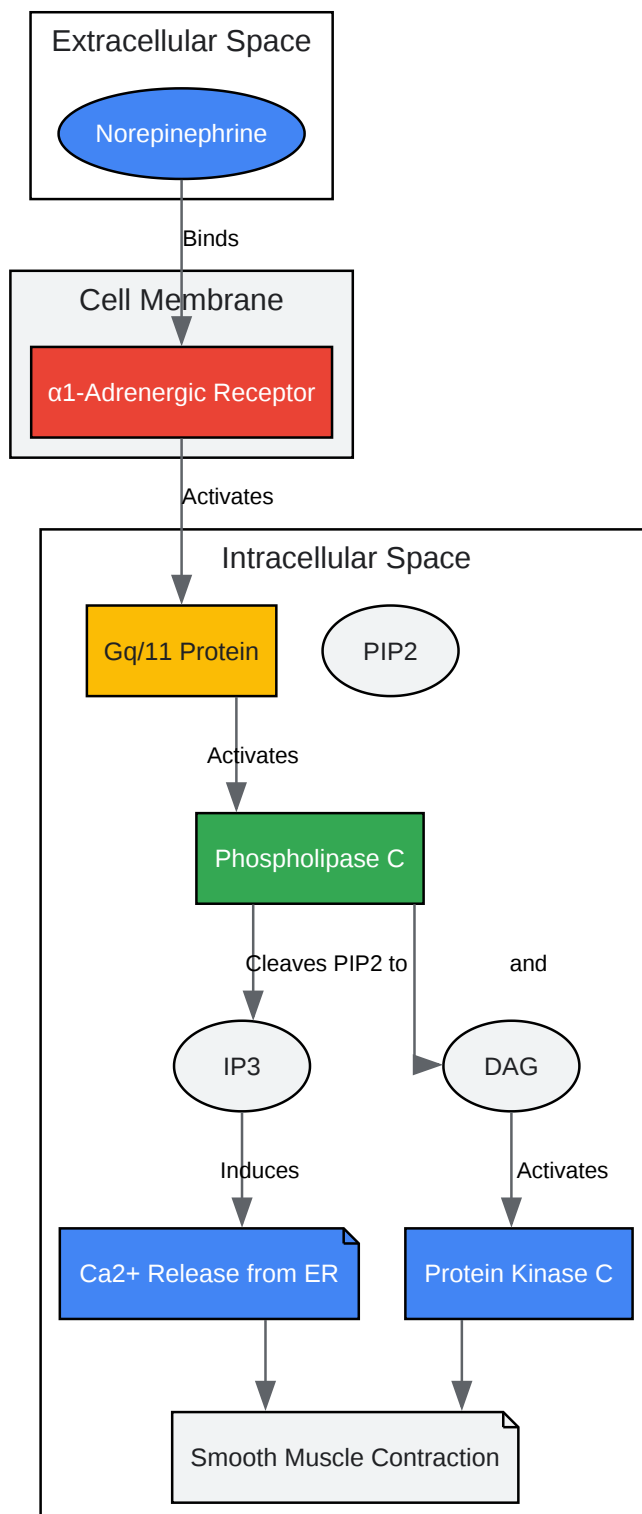 Extracellular Space
Norepinephrine
Binds
Cell Membrane
α1-Adrenergic Receptor
Activates
Intracellular Space
Gq/11 Protein
PIP2
Activates
Phospholipase C
Cleaves PIP2 to
and
IP3
DAG
Induces
Activates
Ca2+ Release from ER
Protein Kinase C
Smooth Muscle Contraction